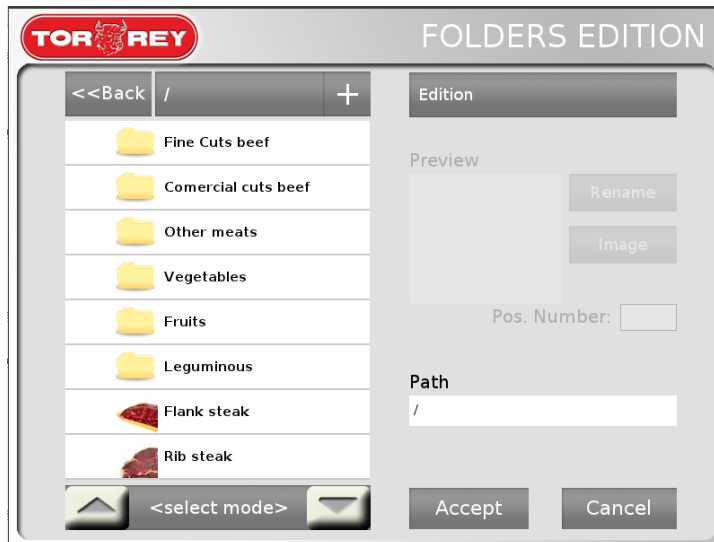 TOR REY
FOLDERS EDITION
<<Back
/
+
Fine Cuts beef
Comercial cuts beef
Other meats
Vegetables
Fruits
Leguminous
Flank steak
Rib steak
<select mode>
Edition
Preview
Rename
Image
Pos. Number:
Path
/
Accept
Cancel